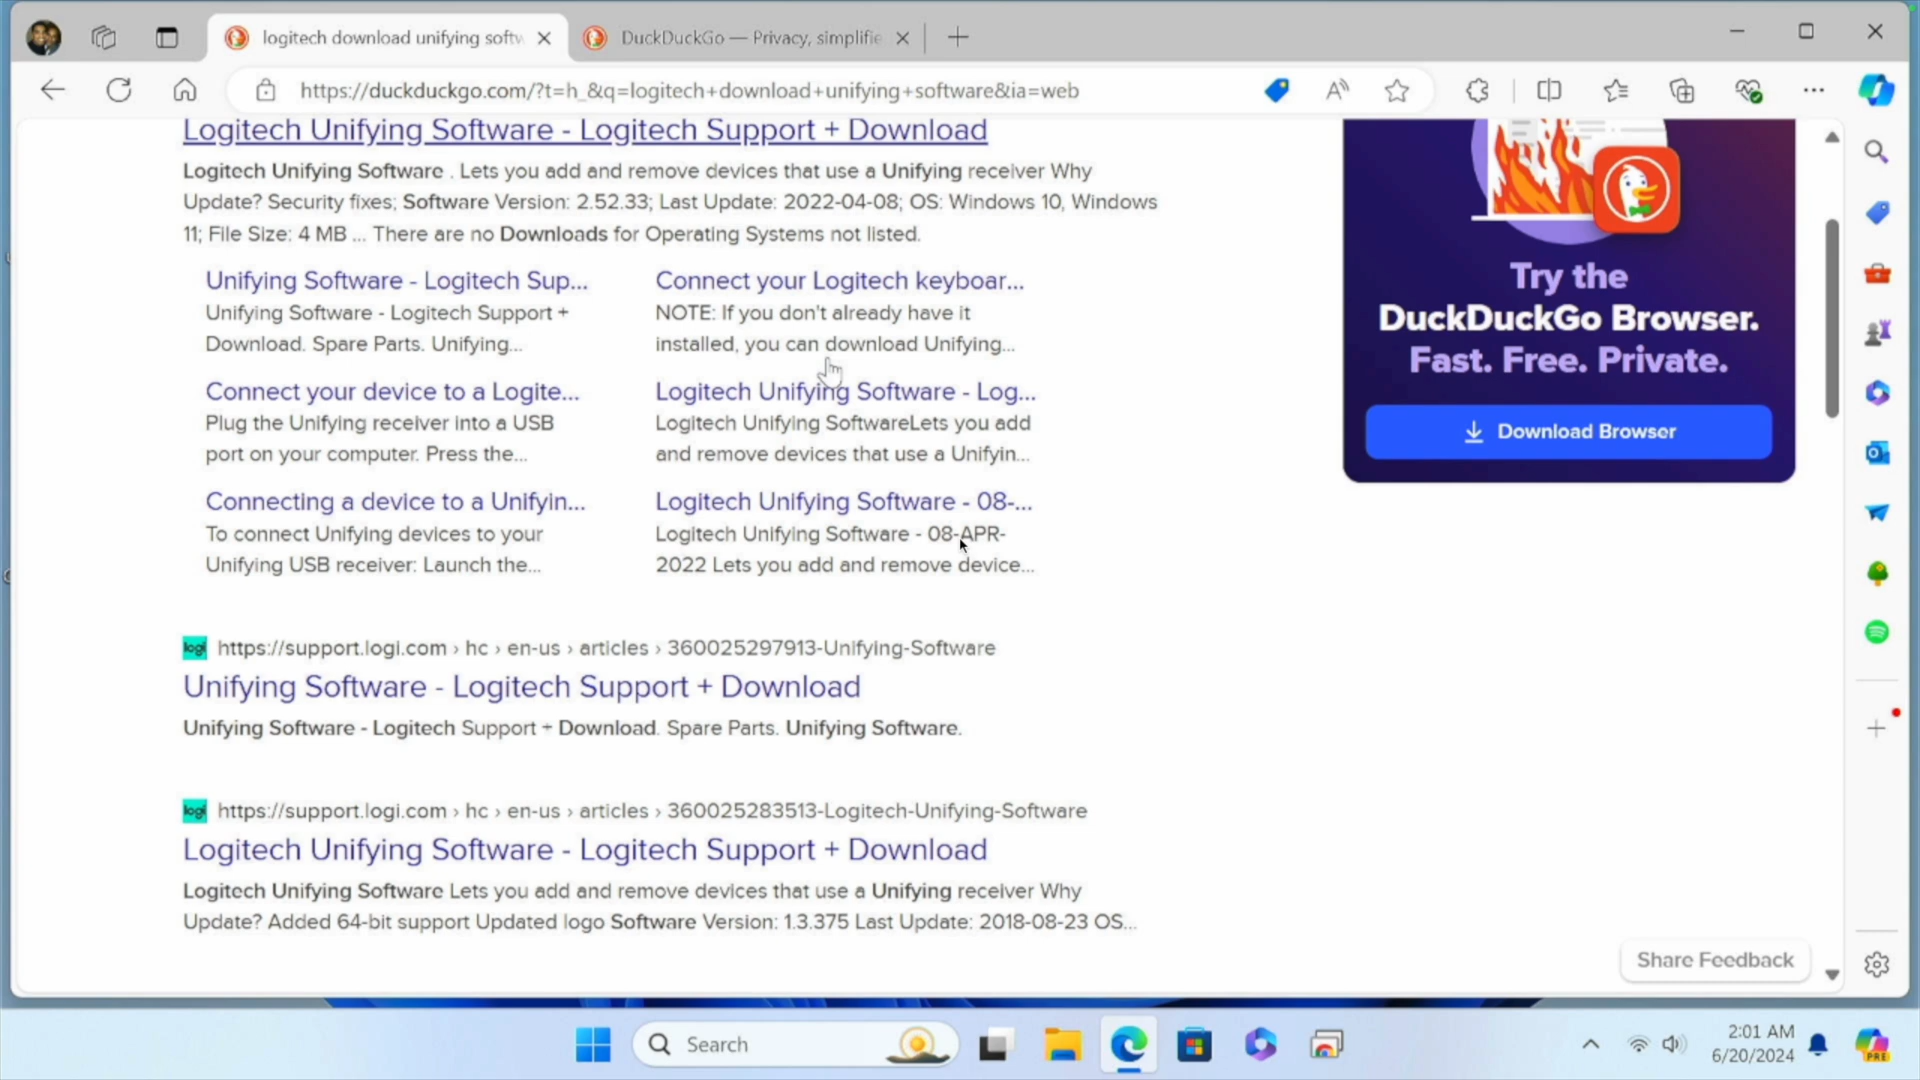 logitech download unifying softw
DuckDuckGo — Privacy, simplifie
https://duckduckgo.com/?t=h_&q=logitech+download+unifying+software&ia=web
Logitech Unifying Software - Logitech Support + Download
Logitech Unifying Software . Lets you add and remove devices that use a Unifying receiver Why
Update? Security fixes; Software Version: 2.52.33; Last Update: 2022-04-08; OS: Windows 10, Windows
11; File Size: 4 MB ... There are no Downloads for Operating Systems not listed.
Unifying Software - Logitech Sup...
Unifying Software - Logitech Support +
Download. Spare Parts. Unifying...
Connect your Logitech keyboar...
NOTE: If you don't already have it
installed, you can download Unifying...
Connect your device to a Logite...
Plug the Unifying receiver into a USB
port on your computer. Press the...
Logitech Unifying Software - Log...
Logitech Unifying SoftwareLets you add
and remove devices that use a Unifyin...
Connecting a device to a Unifyin...
To connect Unifying devices to your
Unifying USB receiver: Launch the...
Logitech Unifying Software - 08-...
Logitech Unifying Software - 08-APR-
2022 Lets you add and remove device...
logi https://support.logi.com › hc › en-us › articles › 360025297913-Unifying-Software
Unifying Software - Logitech Support + Download
Unifying Software - Logitech Support + Download. Spare Parts. Unifying Software.
logi https://support.logi.com › hc › en-us › articles › 360025283513-Logitech-Unifying-Software
Logitech Unifying Software - Logitech Support + Download
Logitech Unifying Software Lets you add and remove devices that use a Unifying receiver Why
Update? Added 64-bit support Updated logo Software Version: 1.3.375 Last Update: 2018-08-23 OS...
Try the
DuckDuckGo Browser.
Fast. Free. Private.
Download Browser
Share Feedback
Search
2:01 AM
6/20/2024
PRE